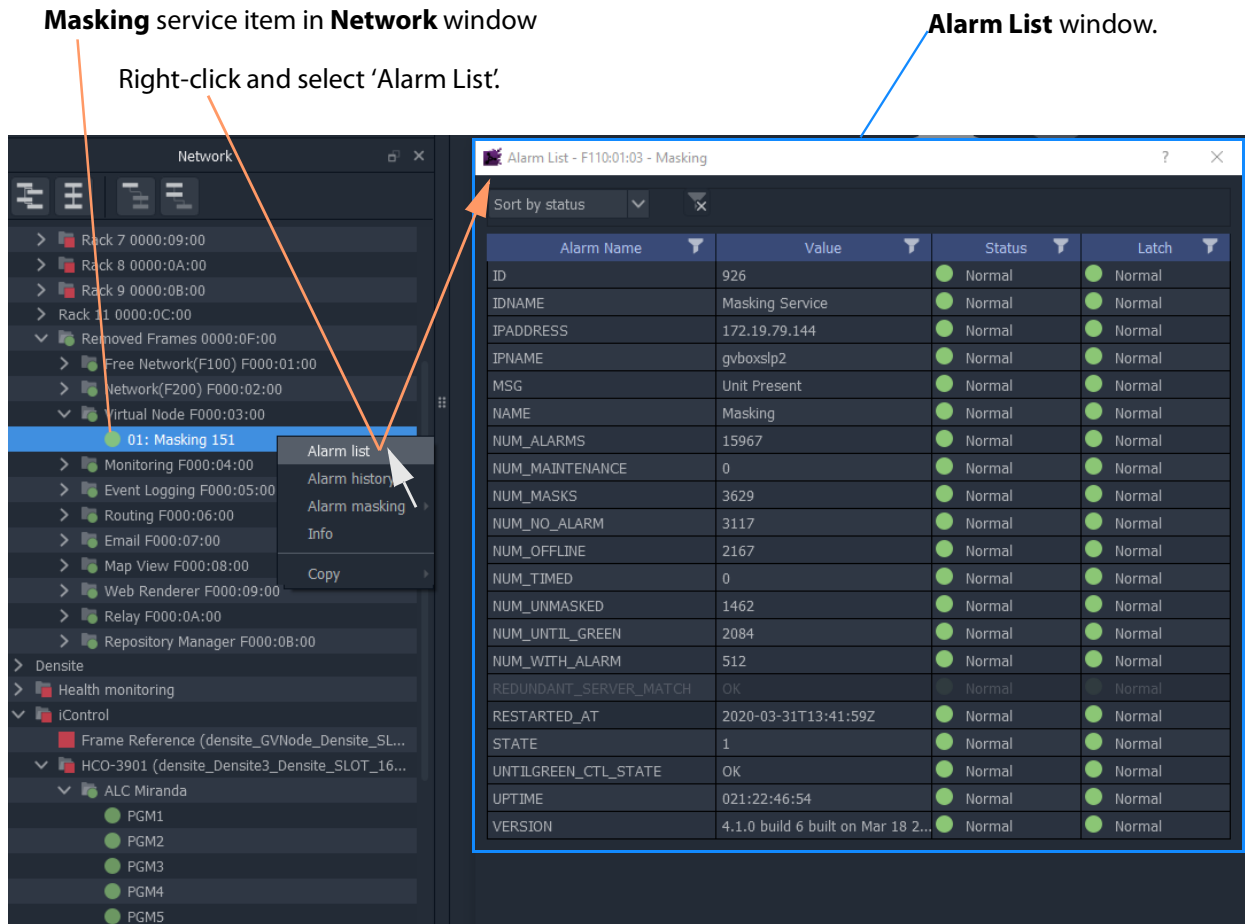 Masking service item in Network window
Alarm List window.
Right-click and select ‘Alarm List’.
Network
Rack 7 0000:09:00
Rack 8 0000:0A:00
Rack 9 0000:0B:00
Rack 11 0000:0C:00
Removed Frames 0000:0F:00
Free Network(F100) F000:01:00
Network(F200) F000:02:00
Virtual Node F000:03:00
01: Masking 151
Monitoring F000:04:00
Event Logging F000:05:00
Routing F000:06:00
Email F000:07:00
Map View F000:08:00
Web Renderer F000:09:00
Relay F000:0A:00
Repository Manager F000:0B:00
Densite
Health monitoring
iControl
Frame Reference (densite_GVNode_Densite_SL...
HCO-3901 (densite_Densite3_Densite_SLOT_16...
ALC Miranda
PGM1
PGM2
PGM3
PGM4
PGM5
Alarm list
Alarm history
Alarm masking
Info
Copy
Alarm List - F110:01:03 - Masking
Sort by status
Alarm Name Value Status Latch
ID 926 Normal Normal
IDNAME Masking Service Normal Normal
IPADDRESS 172.19.79.144 Normal Normal
IPNAME gvboxslp2 Normal Normal
MSG Unit Present Normal Normal
NAME Masking Normal Normal
NUM_ALARMS 15967 Normal Normal
NUM_MAINTENANCE 0 Normal Normal
NUM_MASKS 3629 Normal Normal
NUM_NO_ALARM 3117 Normal Normal
NUM_OFFLINE 2167 Normal Normal
NUM_TIMED 0 Normal Normal
NUM_UNMASKED 1462 Normal Normal
NUM_UNTIL_GREEN 2084 Normal Normal
NUM_WITH_ALARM 512 Normal Normal
REDUNDANT_SERVER_MATCH OK Normal Normal
RESTARTED_AT 2020-03-31T13:41:59Z Normal Normal
STATE 1 Normal Normal
UNTILGREEN_CTL_STATE OK Normal Normal
UPTIME 021:22:46:54 Normal Normal
VERSION 4.1.0 build 6 built on Mar 18 2... Normal Normal